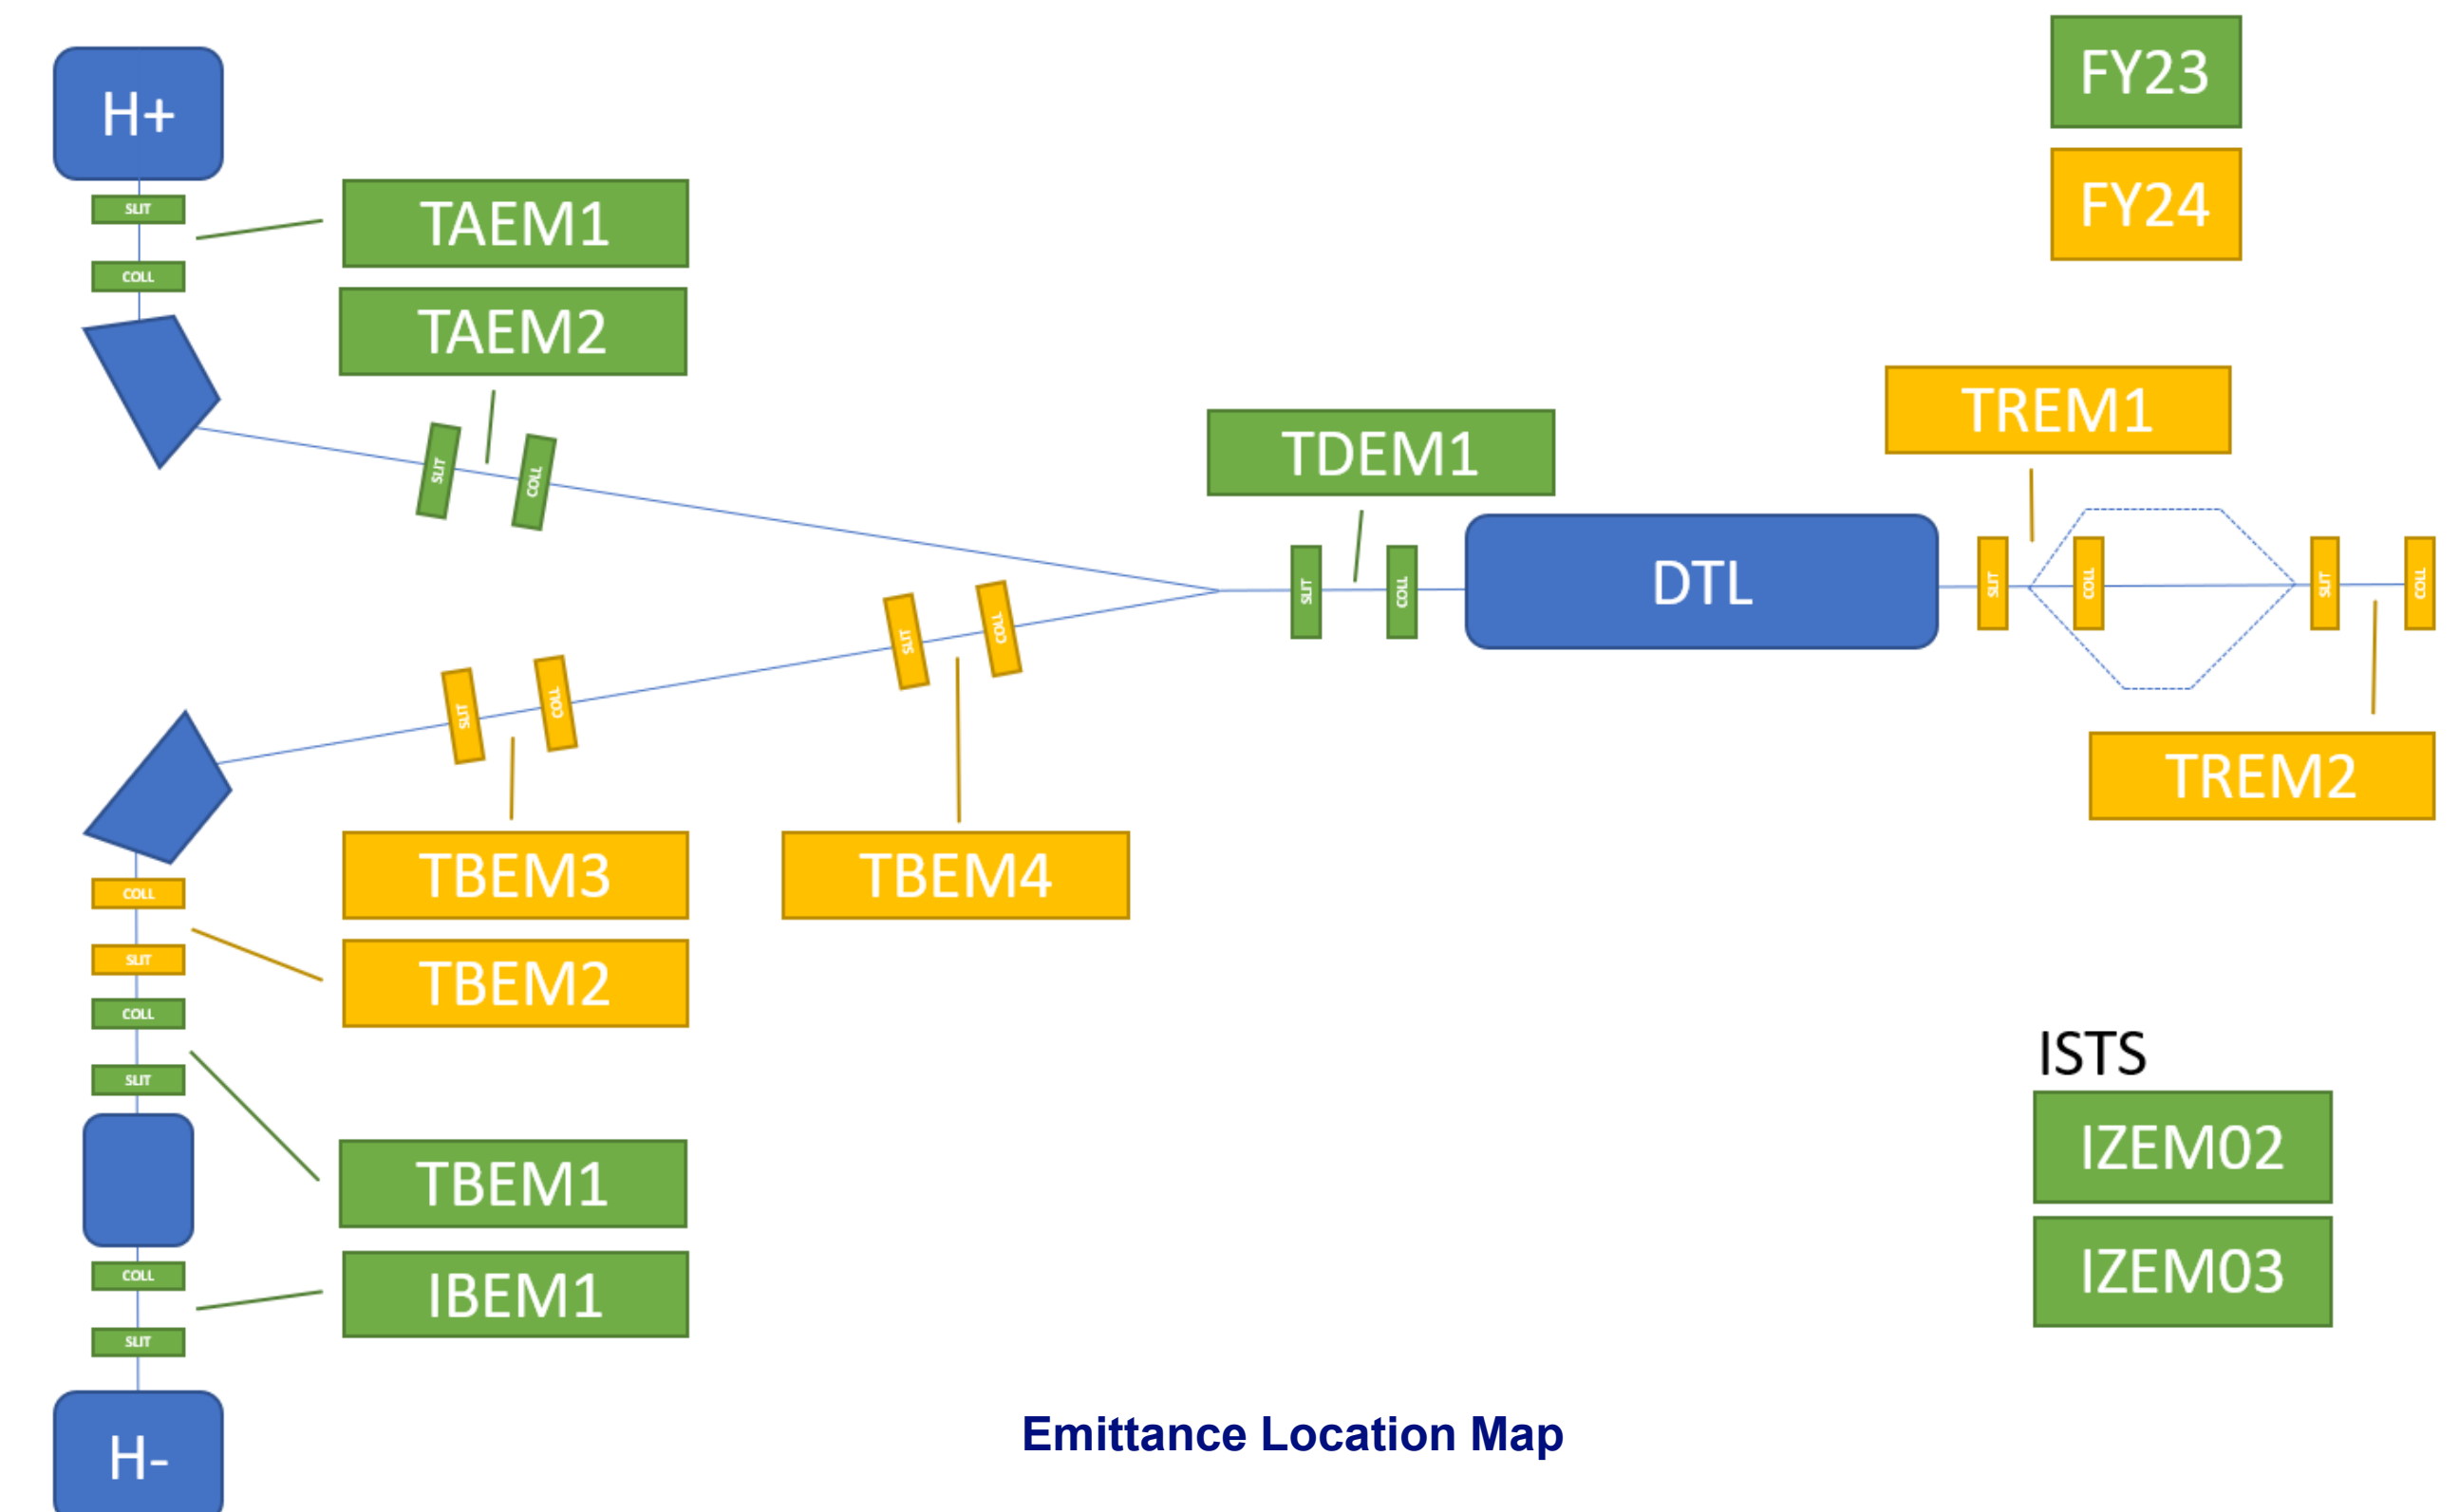 H+
FY23
FY24
SLIT
COLL
TAEM1
TAEM2
SLIT
COLL
TDEM1
SLIT
COLL
DTL
TREM1
SLIT
COLL
SLIT
COLL
TREM2
SLIT
COLL
SLIT
COLL
TBEM3
TBEM4
COLL
SLIT
TBEM2
COLL
SLIT
TBEM1
COLL
SLIT
IBEM1
H-
ISTS
IZEM02
IZEM03
Emittance Location Map